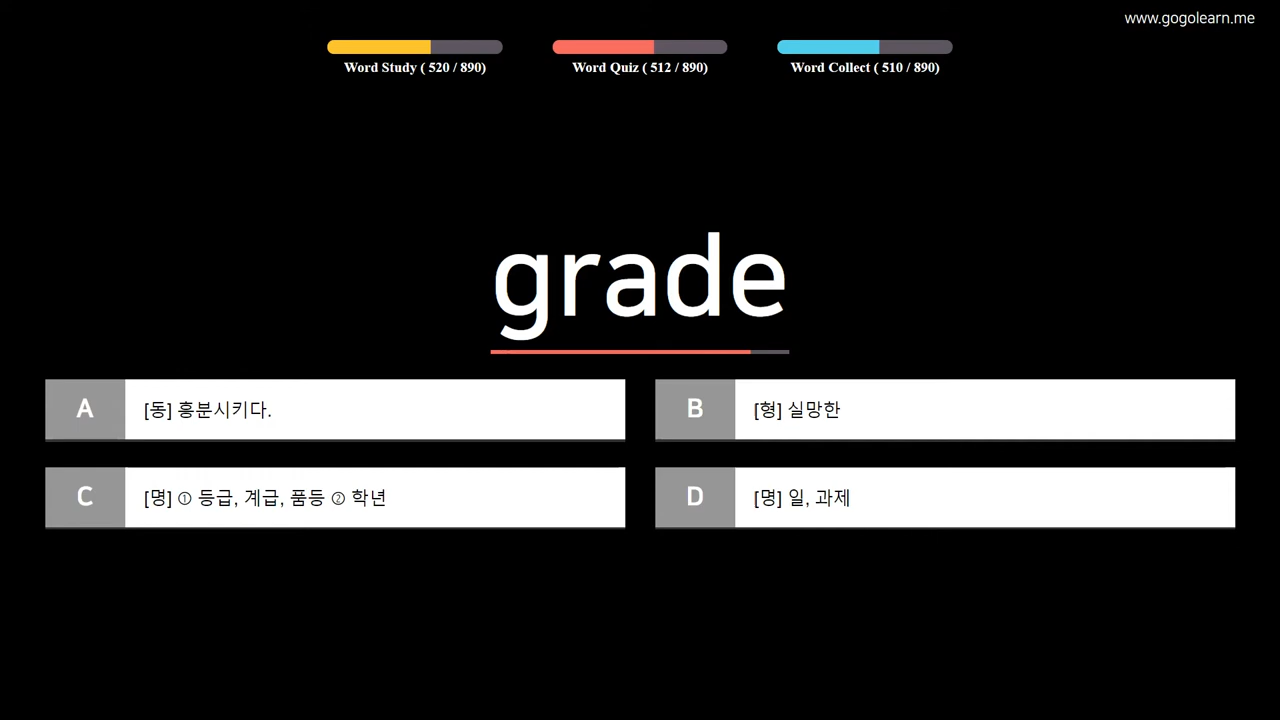 www.gogolearn.me
Word Study ( 520 / 890)
Word Quiz ( 512 / 890)
Word Collect ( 510 / 890)
grade
A
[동] 흥분시키다.
B
[형] 실망한
C
[명] ① 등급, 계급, 품등 ② 학년
D
[명] 일, 과제